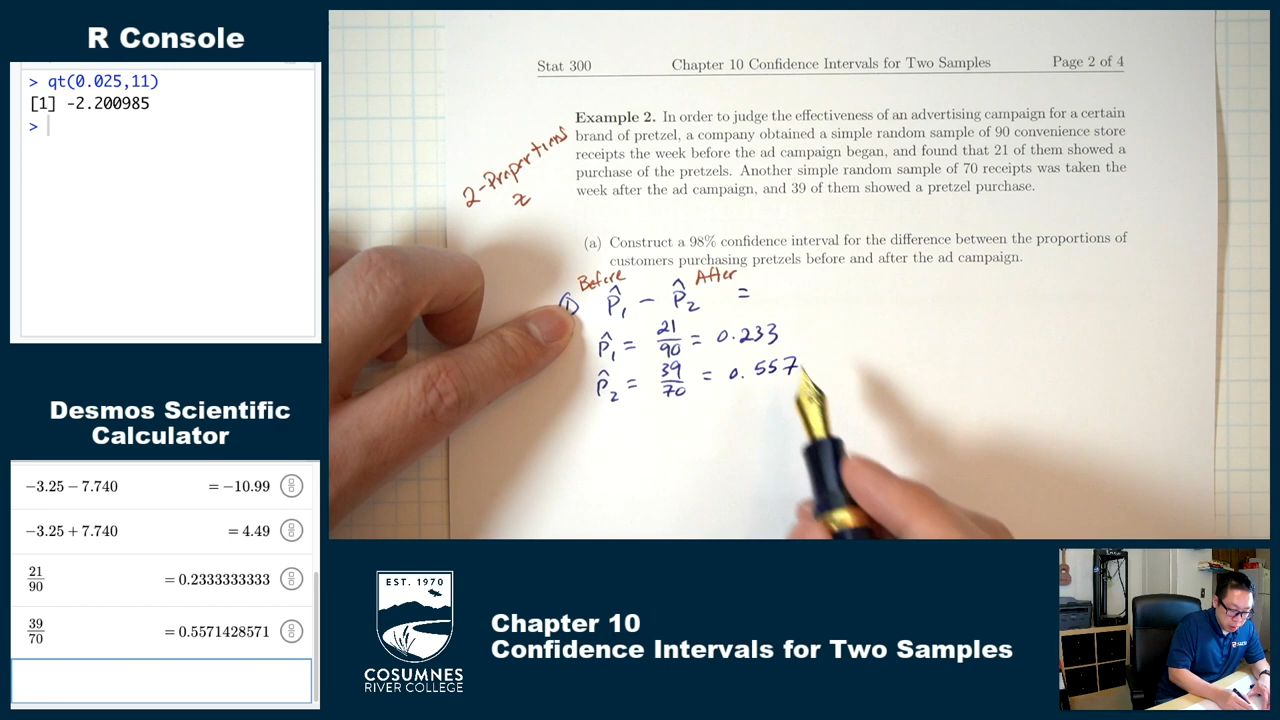 R Console
> qt(0.025,11)
[1] -2.200985
>
Desmos Scientific
Calculator
−3.25 − 7.740 = −10.99
−3.25 + 7.740 = 4.49
21/90 = 0.2333333333
39/70 = 0.5571428571
Stat 300 Chapter 10 Confidence Intervals for Two Samples Page 2 of 4
Example 2. In order to judge the effectiveness of an advertising campaign for a certain
brand of pretzel, a company obtained a simple random sample of 90 convenience store
receipts the week before the ad campaign began, and found that 21 of them showed a
purchase of the pretzels. Another simple random sample of 70 receipts was taken the
week after the ad campaign, and 39 of them showed a pretzel purchase.
2-Proportions
z
(a) Construct a 98% confidence interval for the difference between the proportions of
customers purchasing pretzels before and after the ad campaign.
Before After
① p̂₁ − p̂₂ =
p̂₁ = 21/90 = 0.233
p̂₂ = 39/70 = 0.557
EST. 1970
COSUMNES
RIVER COLLEGE
Chapter 10
Confidence Intervals for Two Samples